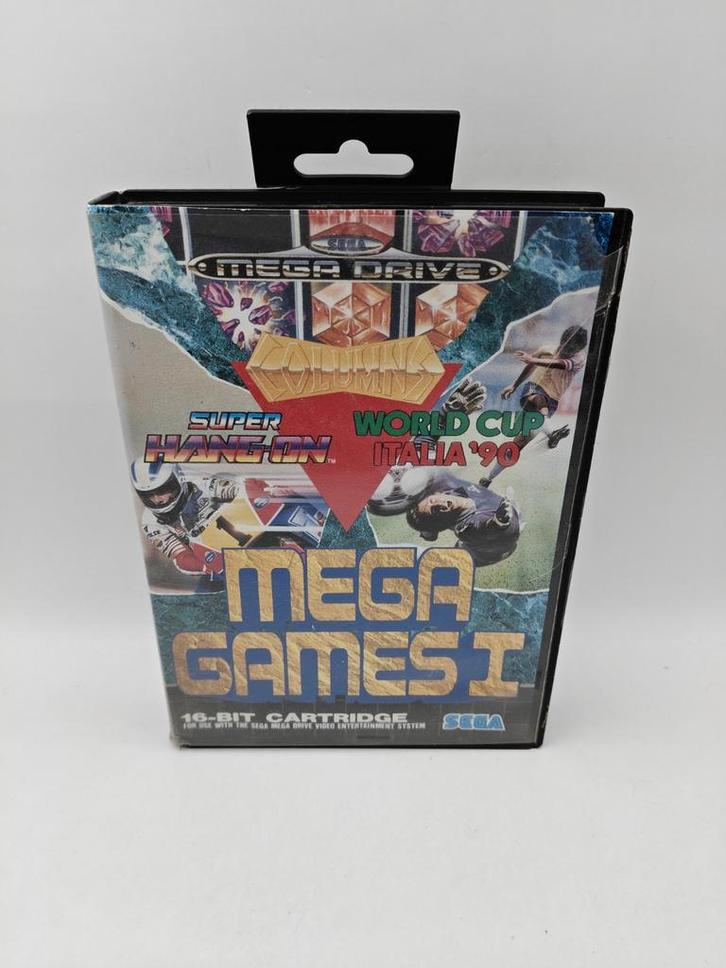 SEGA
MEGA DRIVE
COLUMNS
SUPER
HANG-ON™
WORLD CUP
ITALIA '90
MEGA
GAMES I
16-BIT CARTRIDGE
FOR USE WITH THE SEGA MEGA DRIVE VIDEO ENTERTAINMENT SYSTEM
SEGA